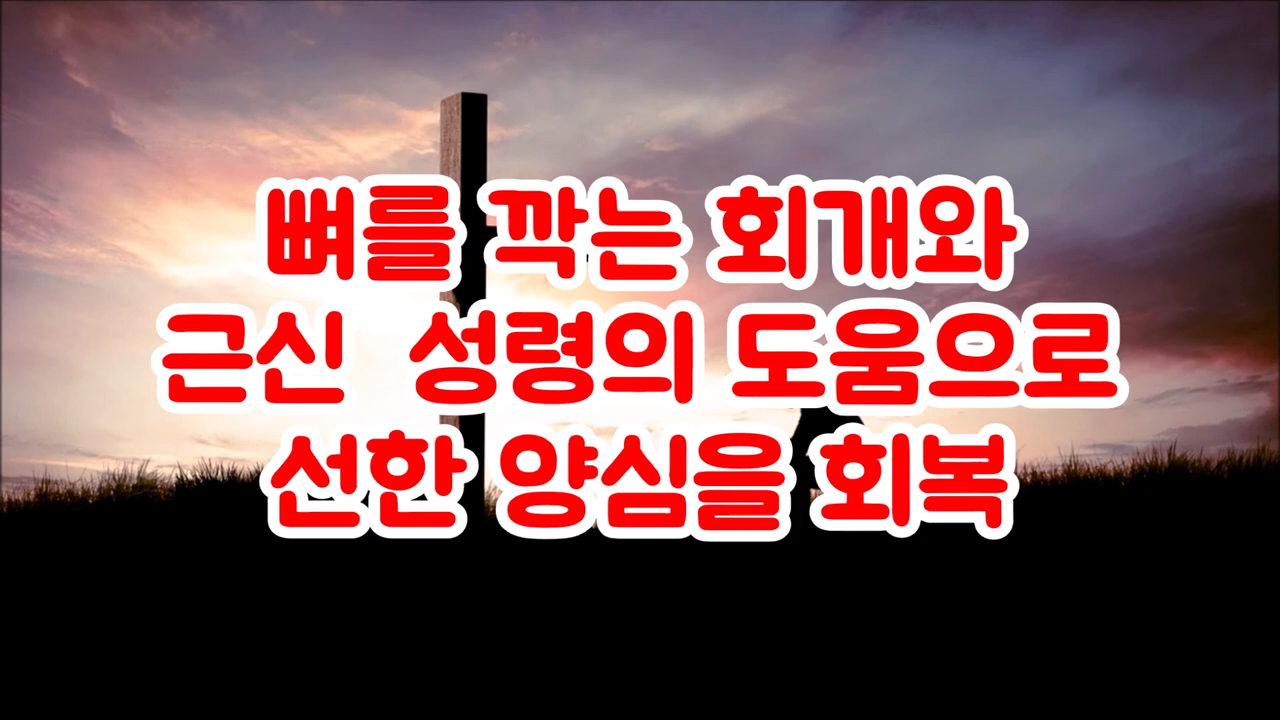 뼈를 깍는 회개와
근신  성령의 도움으로
선한 양심을 회복